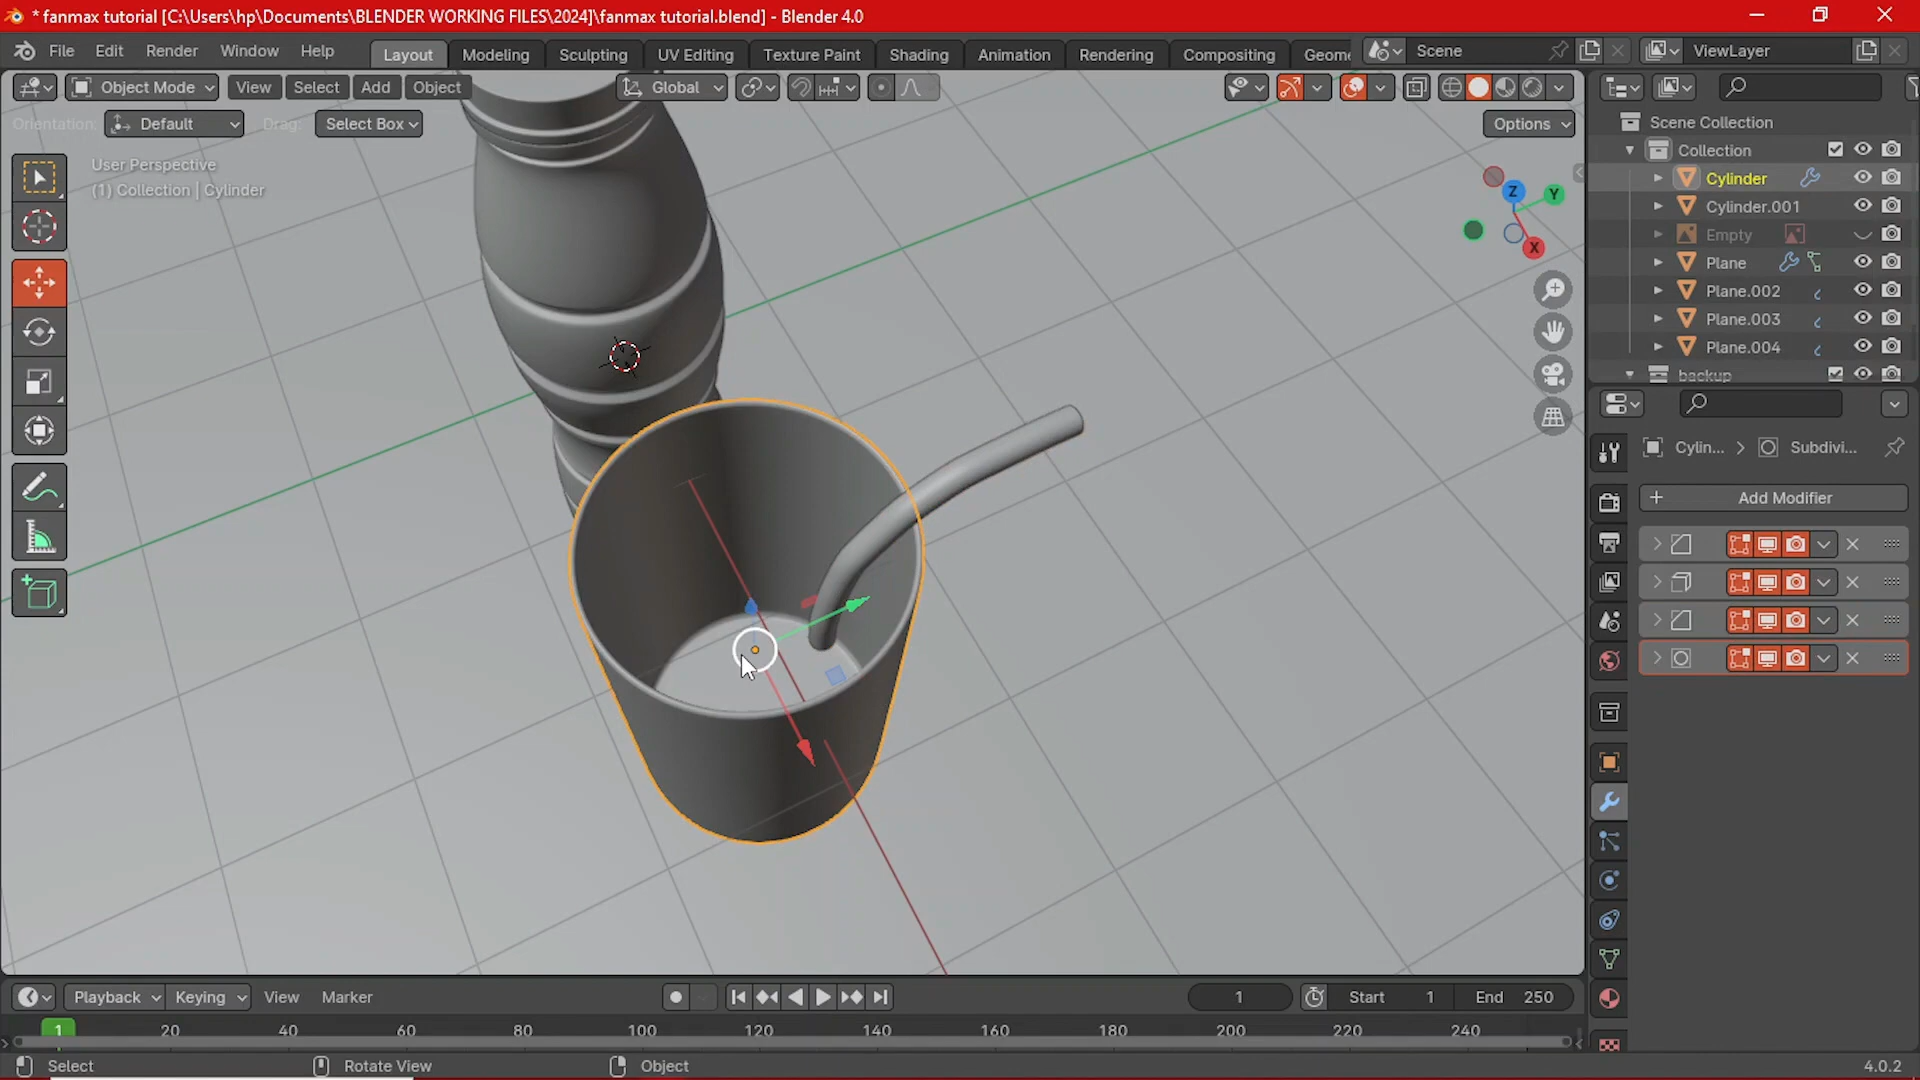 * fanmax tutorial [C:\Users\hp\Documents\BLENDER WORKING FILES\2024]\fanmax tutorial.blend] - Blender 4.0
File Edit Render Window Help Layout Modeling Sculpting UV Editing Texture Paint Shading Animation Rendering Compositing Geome Scene ViewLayer
Object Mode View Select Add Object Global
Orientation: Default Drag: Select Box Options
User Perspective
(1) Collection | Cylinder
Z
Y
X
Scene Collection
Collection
Cylinder
Cylinder.001
Empty
Plane
Plane.002
Plane.003
Plane.004
backup
Cylin... > Subdivi...
+ Add Modifier
Playback Keying View Marker 1 Start 1 End 250
1 20 40 60 80 100 120 140 160 180 200 220 240
Select Rotate View Object 4.0.2